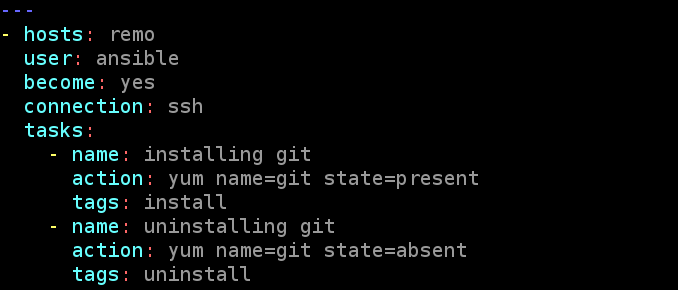 ---
- hosts: remo
  user: ansible
  become: yes
  connection: ssh
  tasks:
    - name: installing git
      action: yum name=git state=present
      tags: install
    - name: uninstalling git
      action: yum name=git state=absent
      tags: uninstall